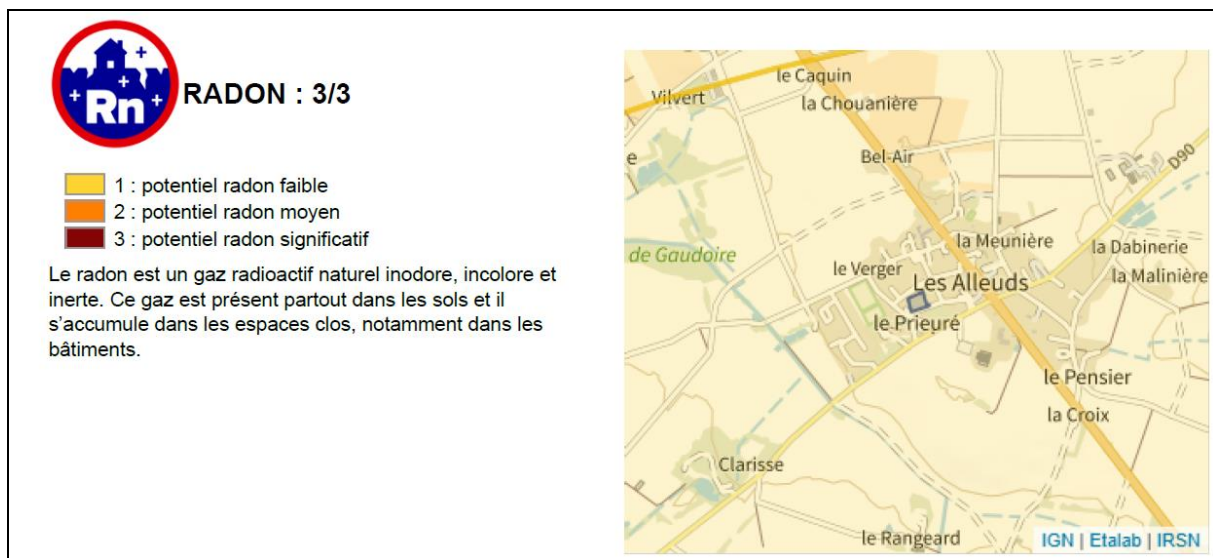 Rn
RADON : 3/3
1 : potentiel radon faible
2 : potentiel radon moyen
3 : potentiel radon significatif
Le radon est un gaz radioactif naturel inodore, incolore et
inerte. Ce gaz est présent partout dans les sols et il
s’accumule dans les espaces clos, notamment dans les
bâtiments.
le Caquin
Vilvert
la Chouanière
Bel-Air
e
D90
de Gaudoire
la Meunière
la Dabinerie
le Verger
la Malinière
Les Alleuds
le Prieuré
le Pensier
la Croix
Clarisse
le Rangeard
IGN | Etalab | IRSN